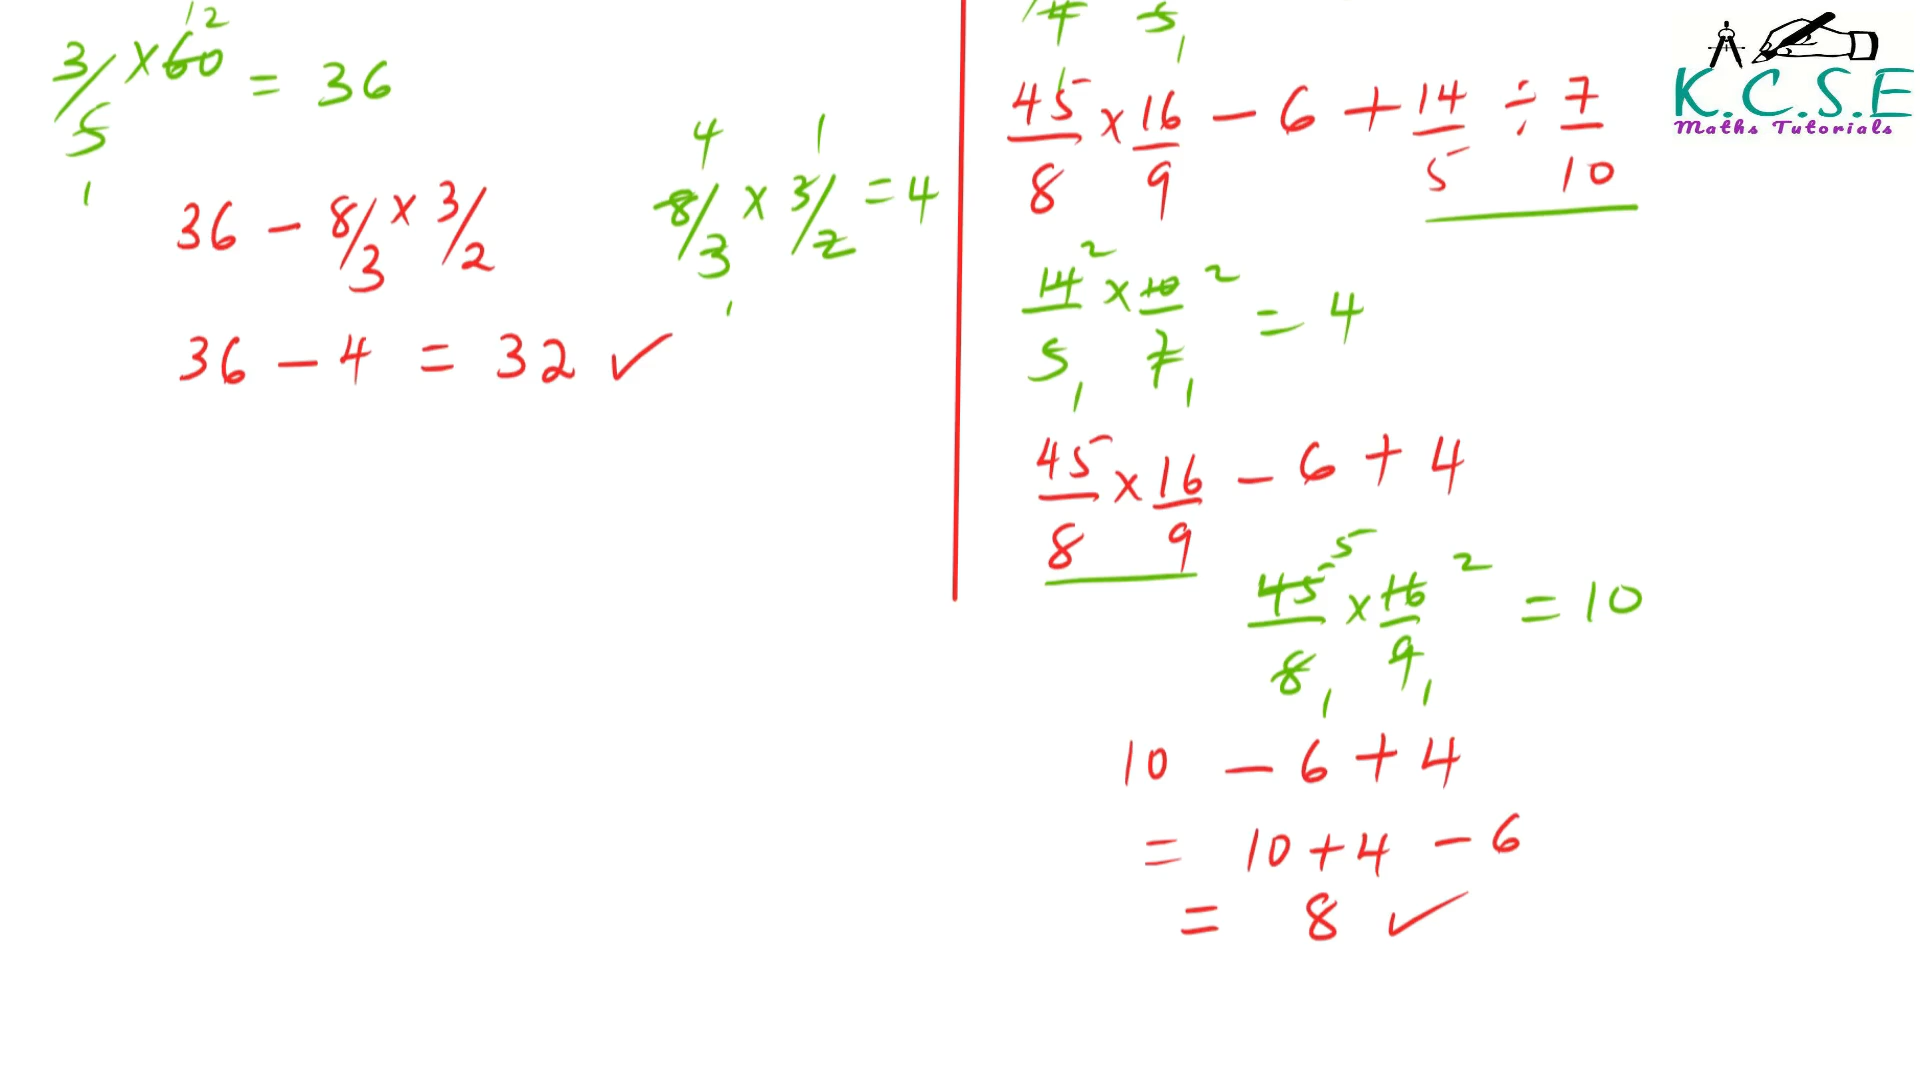 3/5 × 60 = 36
12
1
36 - 8/3 × 3/2
4 1
8/3 × 3/2 = 4
1
36 - 4 = 32 ✓
5
1
45/8 × 16/9 - 6 + 14/5 ÷ 7/10
14/5 × 10/7 = 4
2 2
1 1
45/8 × 16/9 - 6 + 4
45/8 × 16/9 = 10
5 2
1 1
10 - 6 + 4
= 10 + 4 - 6
= 8 ✓
K.C.S.E
Maths Tutorials